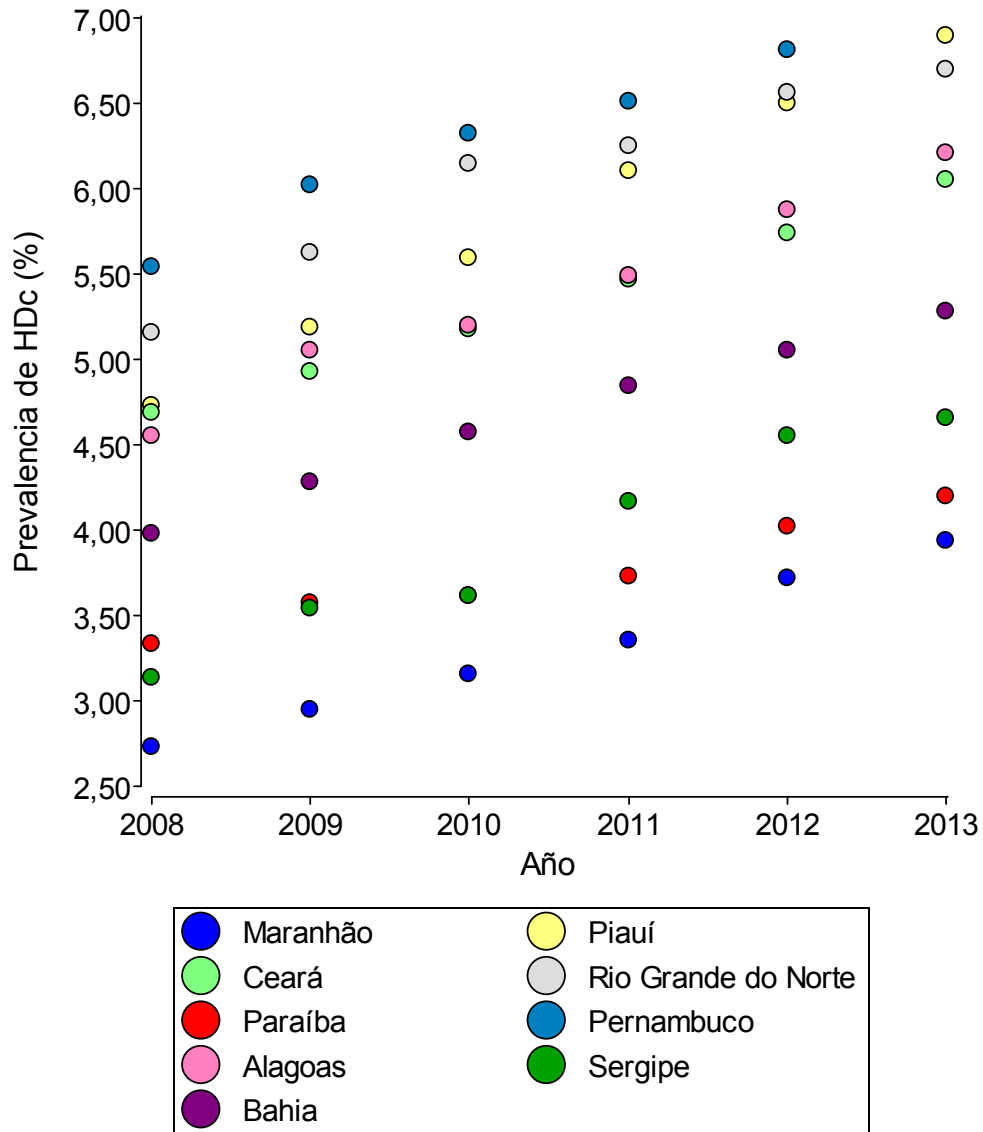 7,00
6,50
6,00
5,50
5,00
4,50
4,00
3,50
3,00
2,50
Prevalencia de HDc (%)
2008 2009 2010 2011 2012 2013
Año
Maranhão Piauí
Ceará Rio Grande do Norte
Paraíba Pernambuco
Alagoas Sergipe
Bahia